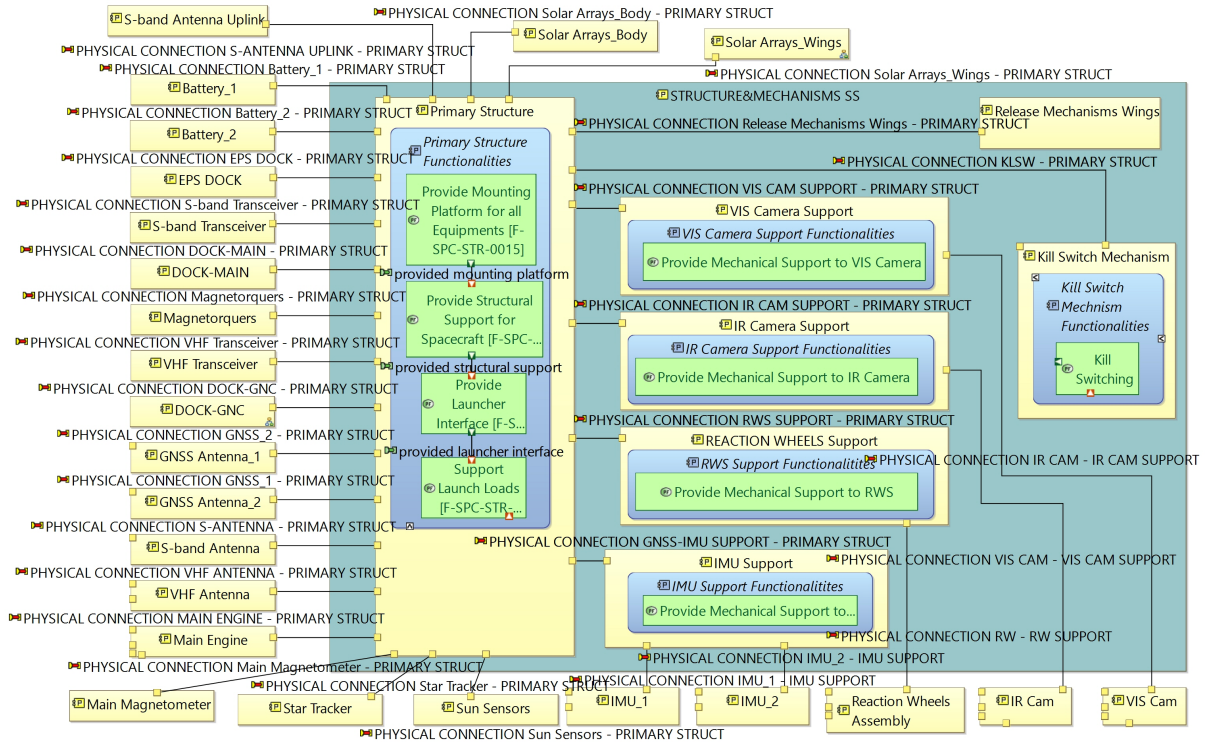 S-band Antenna Uplink
PHYSICAL CONNECTION Solar Arrays_Body - PRIMARY STRUCT
Solar Arrays_Body
Solar Arrays_Wings
PHYSICAL CONNECTION S-ANTENNA UPLINK - PRIMARY STRUCT
PHYSICAL CONNECTION Battery_1 - PRIMARY STRUCT
PHYSICAL CONNECTION Solar Arrays_Wings - PRIMARY STRUCT
Battery_1
STRUCTURE&MECHANISMS SS
PHYSICAL CONNECTION Battery_2 - PRIMARY STRUCT
Primary Structure
Release Mechanisms Wings
PHYSICAL CONNECTION Release Mechanisms Wings - PRIMARY STRUCT
Battery_2
Primary Structure
Functionalities
PHYSICAL CONNECTION EPS DOCK - PRIMARY STRUCT
PHYSICAL CONNECTION KLSW - PRIMARY STRUCT
EPS DOCK
Provide Mounting
Platform for all
Equipments [F-
SPC-STR-0015]
PHYSICAL CONNECTION VIS CAM SUPPORT - PRIMARY STRUCT
PHYSICAL CONNECTION S-band Transceiver - PRIMARY STRUCT
VIS Camera Support
S-band Transceiver
VIS Camera Support Functionalities
PHYSICAL CONNECTION DOCK-MAIN - PRIMARY STRUCT
Provide Mechanical Support to VIS Camera
Kill Switch Mechanism
DOCK-MAIN
provided mounting platform
Kill Switch
Mechnism
Functionalities
PHYSICAL CONNECTION Magnetorquers - PRIMARY STRUCT
Provide Structural
Support for
Spacecraft [F-SPC-...
PHYSICAL CONNECTION IR CAM SUPPORT - PRIMARY STRUCT
Magnetorquers
IR Camera Support
PHYSICAL CONNECTION VHF Transceiver - PRIMARY STRUCT
IR Camera Support Functionalities
Kill
Switching
VHF Transceiver
provided structural support
Provide Mechanical Support to IR Camera
PHYSICAL CONNECTION DOCK-GNC - PRIMARY STRUCT
Provide
Launcher
Interface [F-S...
DOCK-GNC
PHYSICAL CONNECTION RWS SUPPORT - PRIMARY STRUCT
PHYSICAL CONNECTION GNSS_2 - PRIMARY STRUCT
REACTION WHEELS Support
GNSS Antenna_1
provided launcher interface
RWS Support Functionalitites
PHYSICAL CONNECTION IR CAM - IR CAM SUPPORT
PHYSICAL CONNECTION GNSS_1 - PRIMARY STRUCT
Support
Launch Loads
[F-SPC-STR-...
Provide Mechanical Support to RWS
GNSS Antenna_2
PHYSICAL CONNECTION S-ANTENNA - PRIMARY STRUCT
PHYSICAL CONNECTION GNSS-IMU SUPPORT - PRIMARY STRUCT
S-band Antenna
PHYSICAL CONNECTION VIS CAM - VIS CAM SUPPORT
IMU Support
PHYSICAL CONNECTION VHF ANTENNA - PRIMARY STRUCT
IMU Support Functionalitites
VHF Antenna
Provide Mechanical Support to...
PHYSICAL CONNECTION MAIN ENGINE - PRIMARY STRUCT
PHYSICAL CONNECTION RW - RW SUPPORT
Main Engine
PHYSICAL CONNECTION IMU_2 - IMU SUPPORT
PHYSICAL CONNECTION Main Magnetometer - PRIMARY STRUCT
PHYSICAL CONNECTION IMU_1 - IMU SUPPORT
PHYSICAL CONNECTION Star Tracker - PRIMARY STRUCT
Main Magnetometer
Star Tracker
Sun Sensors
IMU_1
IMU_2
Reaction Wheels
Assembly
IR Cam
VIS Cam
PHYSICAL CONNECTION Sun Sensors - PRIMARY STRUCT